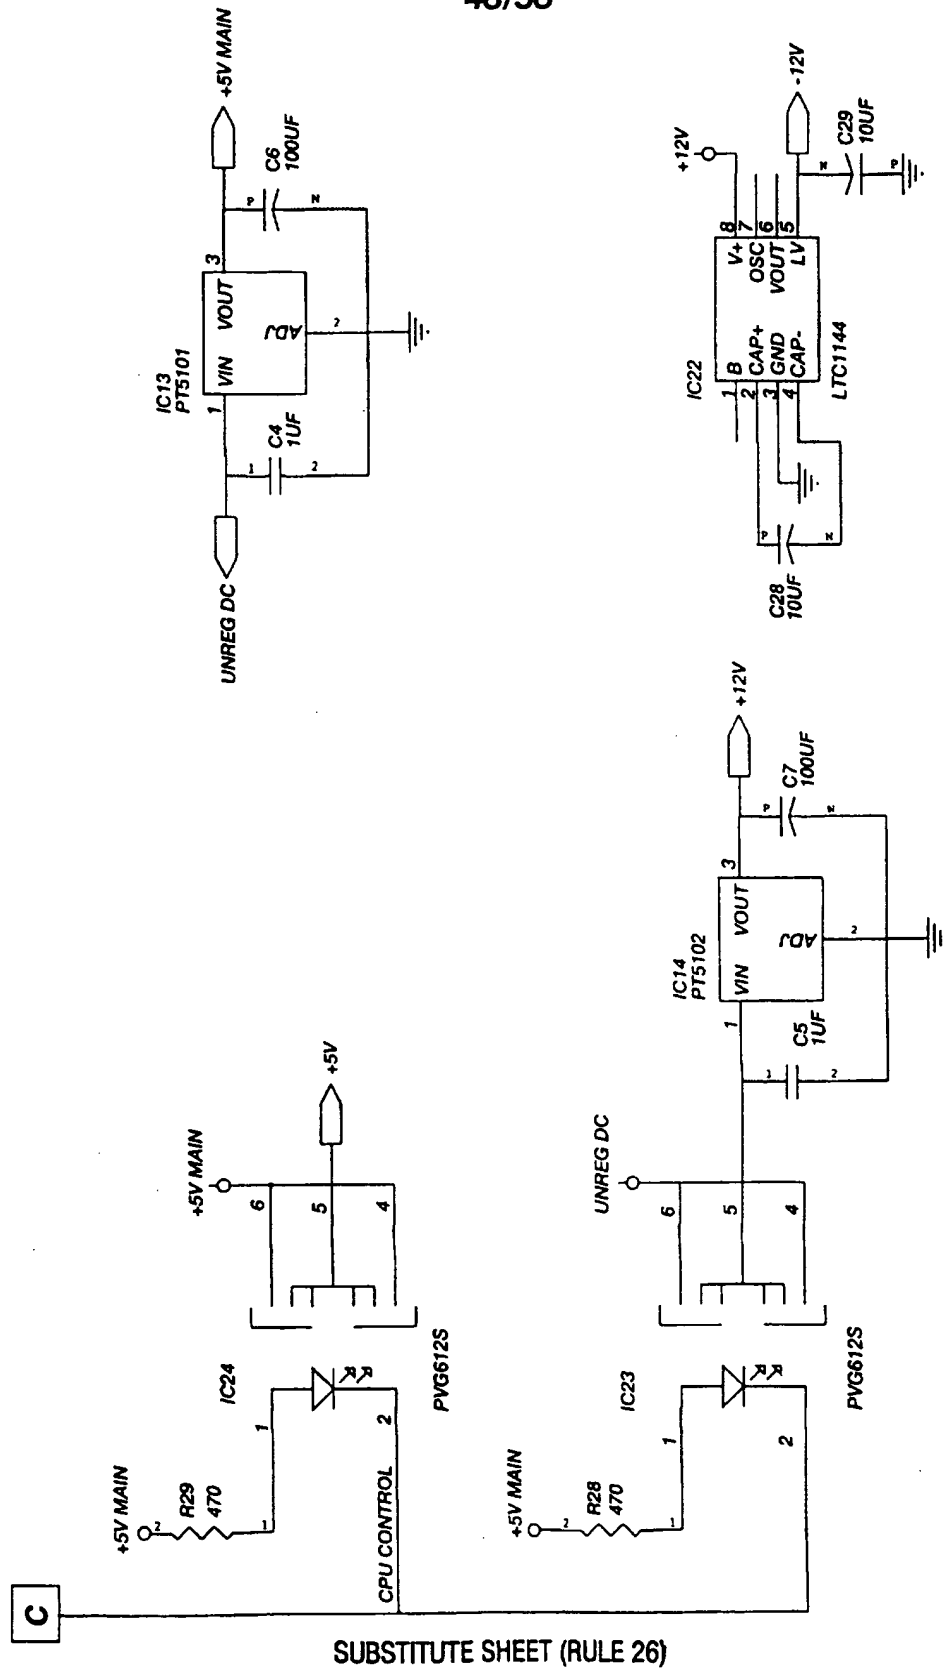 C
+5V MAIN
2
R29
470
1
1
IC24
2
CPU CONTROL
PVG612S
+5V MAIN
6
5
4
+5V
+5V MAIN
2
R28
470
1
1
IC23
2
PVG612S
UNREG DC
6
5
4
IC14
PT5102
1
VIN
VOUT
3
ADJ
2
C5
1UF
1
2
C7
100UF
P
N
+12V
UNREG DC
IC13
PT5101
1
VIN
VOUT
3
ADJ
2
C4
1UF
1
2
C6
100UF
P
N
+5V MAIN
IC22
1
B
V+
8
2
CAP+
OSC
7
3
GND
VOUT
6
4
CAP-
LV
5
LTC1144
C28
10UF
P
N
+12V
-12V
C29
10UF
N
P
SUBSTITUTE SHEET (RULE 26)